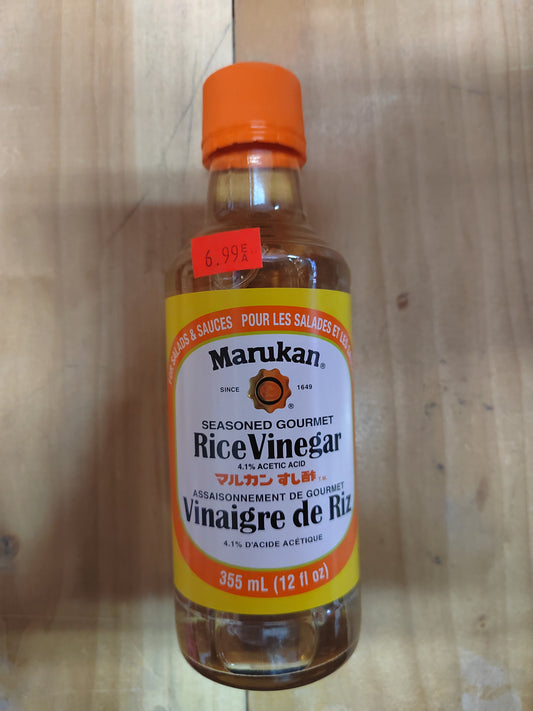 6.99 EA
FOR SALADS & SAUCES POUR LES SALADES ET LES
Marukan®
SINCE 1649
®
SEASONED GOURMET
Rice Vinegar
4.1% ACETIC ACID
マルカン すし酢 T.M.
ASSAISONNEMENT DE GOURMET
Vinaigre de Riz
4.1% D'ACIDE ACÉTIQUE
355 mL (12 fl oz)